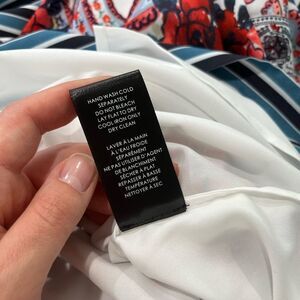 HAND WASH COLD
SEPARATELY
DO NOT BLEACH
LAY FLAT TO DRY
COOL IRON ONLY
DRY CLEAN
LAVER À LA MAIN
À L'EAU FROIDE
SÉPARÉMENT
NE PAS UTILISER D'AGENT
DE BLANCHIMENT
SÉCHER À PLAT
REPASSER À BASSE
TEMPÉRATURE
NETTOYER À SEC